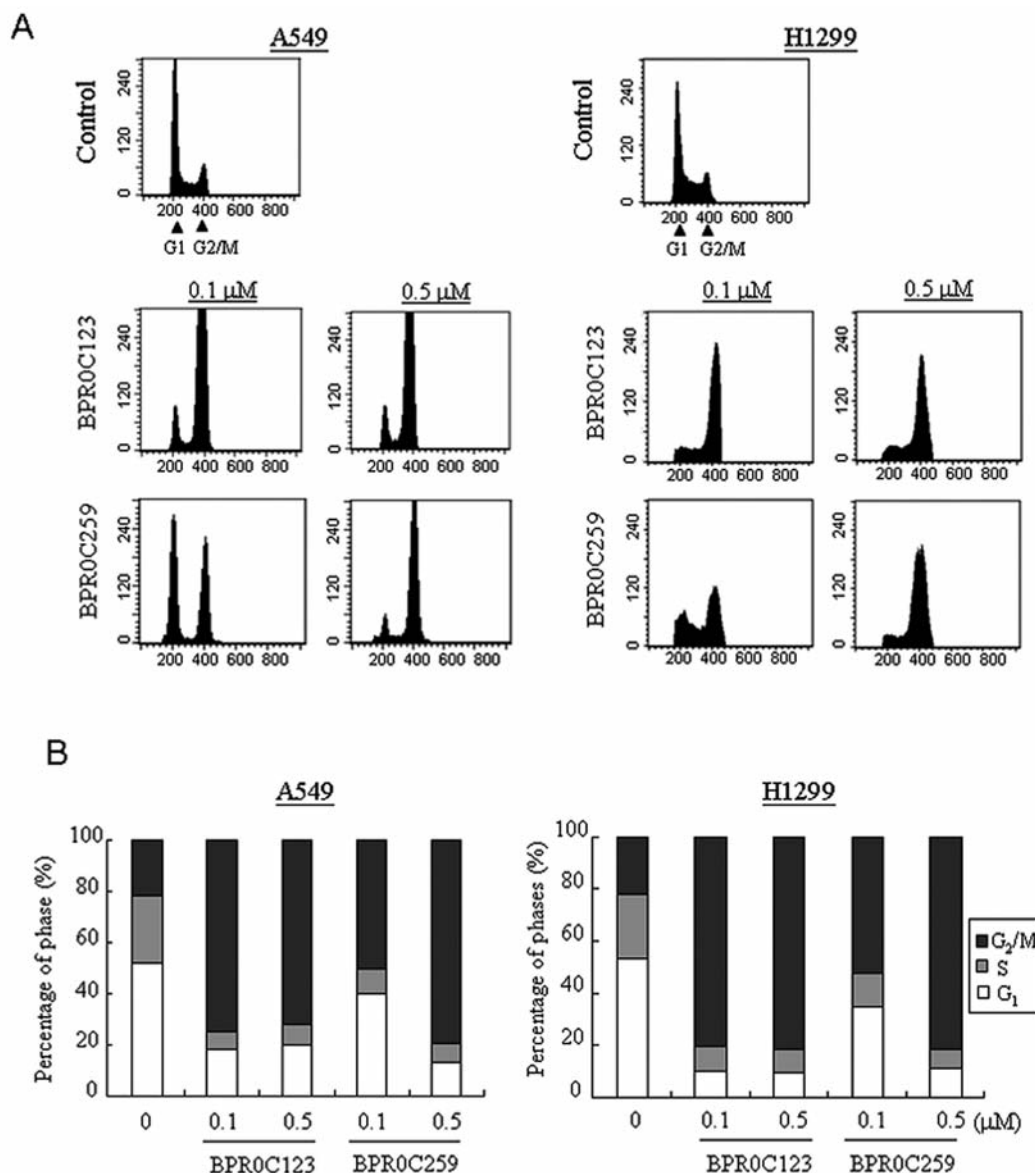 A
A549
H1299
Control
240
120
0
200 400 600 800
G1 G2/M
Control
240
120
0
200 400 600 800
G1 G2/M
0.1 μM
0.5 μM
0.1 μM
0.5 μM
BPR0C123
240
120
0
200 400 600 800
240
120
0
200 400 600 800
BPR0C123
240
120
0
200 400 600 800
240
120
0
200 400 600 800
BPR0C259
240
120
0
200 400 600 800
240
120
0
200 400 600 800
BPR0C259
240
120
0
200 400 600 800
240
120
0
200 400 600 800
B
A549
Percentage of phase (%)
100
80
60
40
20
0
0 0.1 0.5 0.1 0.5
BPR0C123 BPR0C259
H1299
Percentage of phases (%)
100
80
60
40
20
0
0 0.1 0.5 0.1 0.5 (μM)
BPR0C123 BPR0C259
G2/M
S
G1